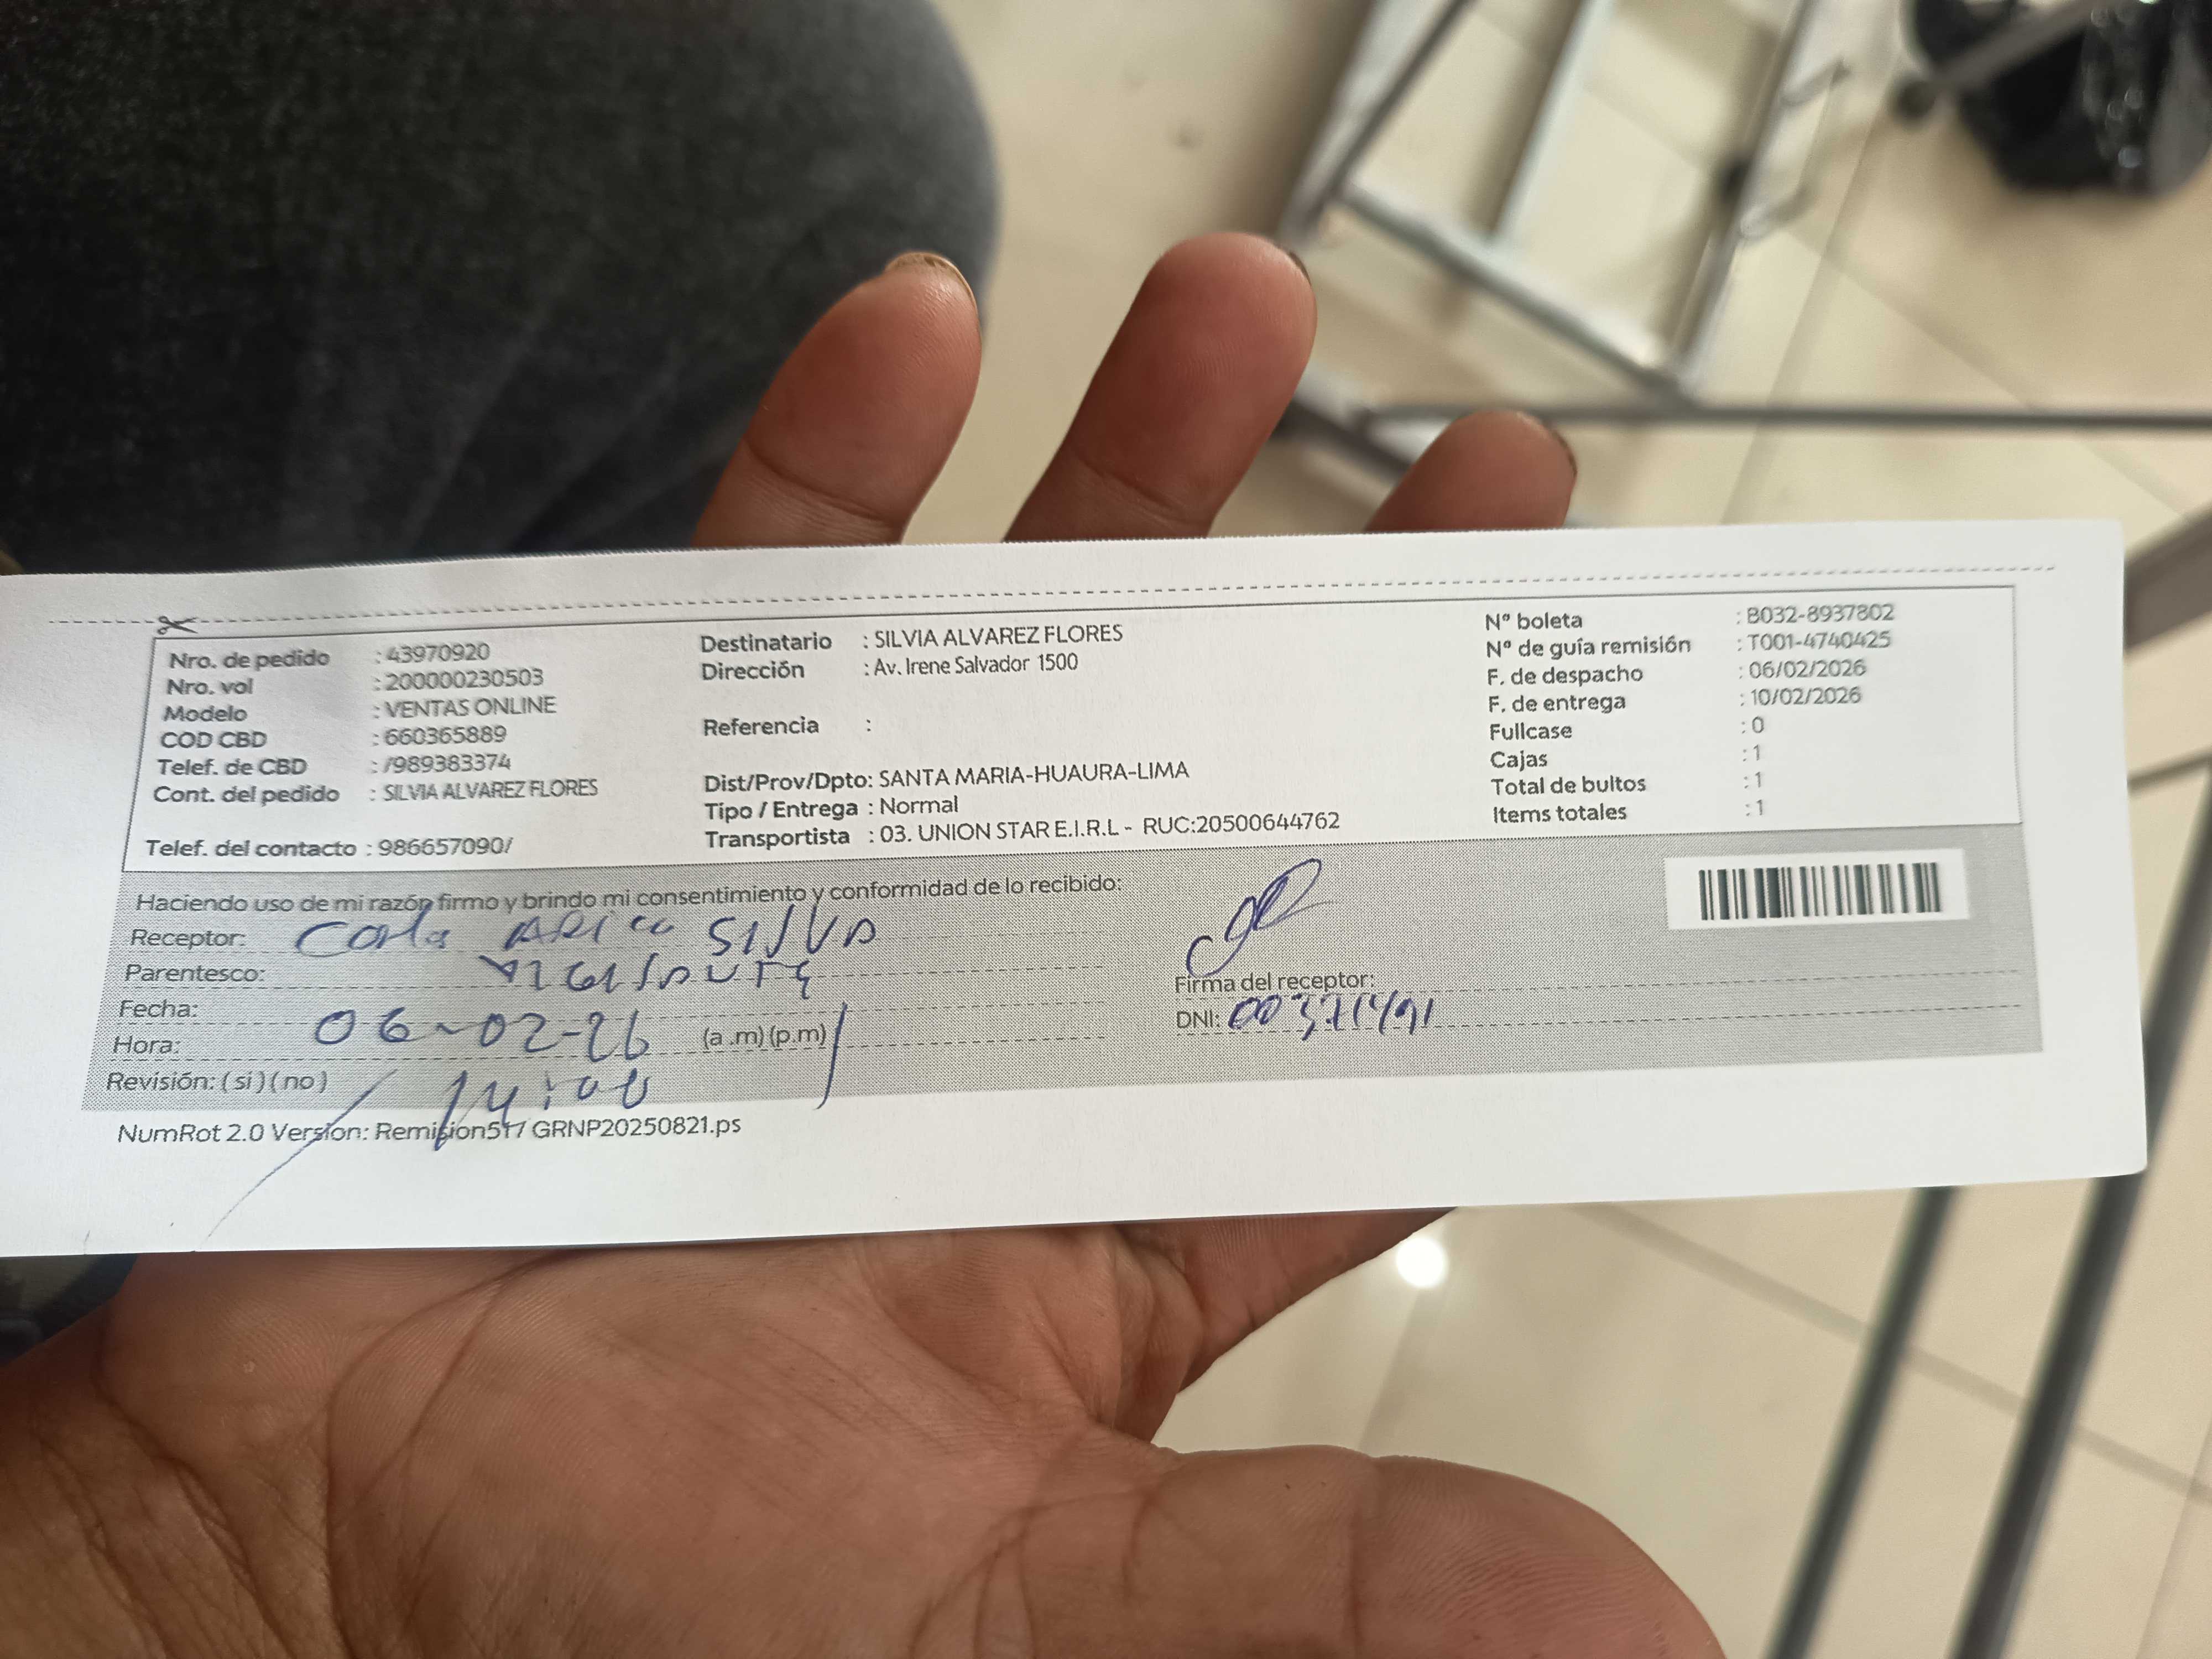 Nro. de pedido : 43970920
Nro. vol : 200000230503
Modelo : VENTAS ONLINE
COD CBD : 660365889
Telef. de CBD : /989383374
Cont. del pedido : SILVIA ALVAREZ FLORES
Telef. del contacto : 986657090/
Destinatario : SILVIA ALVAREZ FLORES
Dirección : Av. Irene Salvador 1500
Referencia :
Dist/Prov/Dpto: SANTA MARIA-HUAURA-LIMA
Tipo / Entrega : Normal
Transportista : 03. UNION STAR E.I.R.L - RUC:20500644762
Nº boleta : B032-8937802
Nº de guía remisión : T001-4740425
F. de despacho : 06/02/2026
F. de entrega : 10/02/2026
Fullcase : 0
Cajas : 1
Total de bultos : 1
Items totales : 1
Haciendo uso de mi razón firmo y brindo mi consentimiento y conformidad de lo recibido:
Receptor: SILVA
Parentesco:
Fecha: 06-02-26
Hora: 14:00 (a .m) (p.m)
Revisión: ( si ) ( no )
Firma del receptor:
DNI:
NumRot 2.0 Version: Remision517 GRNP20250821.ps